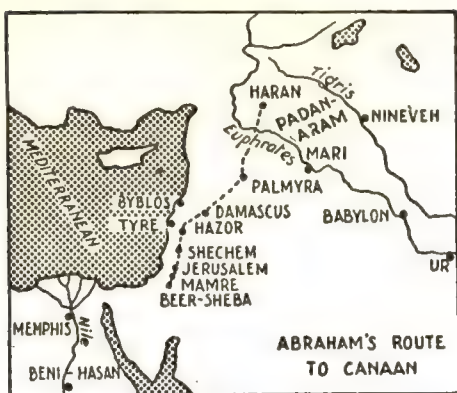 HARAN
Tigris
PADAN-
'ARAM
NINEVEH
Euphrates
MARI
MEDITERRANEAN
PALMYRA
BYBLOS
TYRE
DAMASCUS
HAZOR
BABYLON
SHECHEM
JERUSALEM
MAMRE
BEER-SHEBA
UR
MEMPHIS
Nile
BENI-HASAN
ABRAHAM'S ROUTE
TO CANAAN